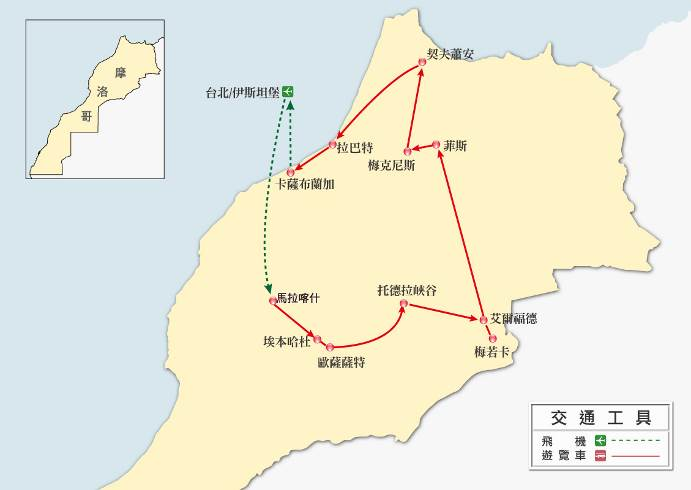 摩
洛
哥
契夫蕭安
台北/伊斯坦堡
拉巴特
菲斯
梅克尼斯
卡薩布蘭加
托德拉峽谷
馬拉喀什
艾爾福德
埃本哈杜
梅若卡
歐薩薩特
交通工具
飛機
遊覽車